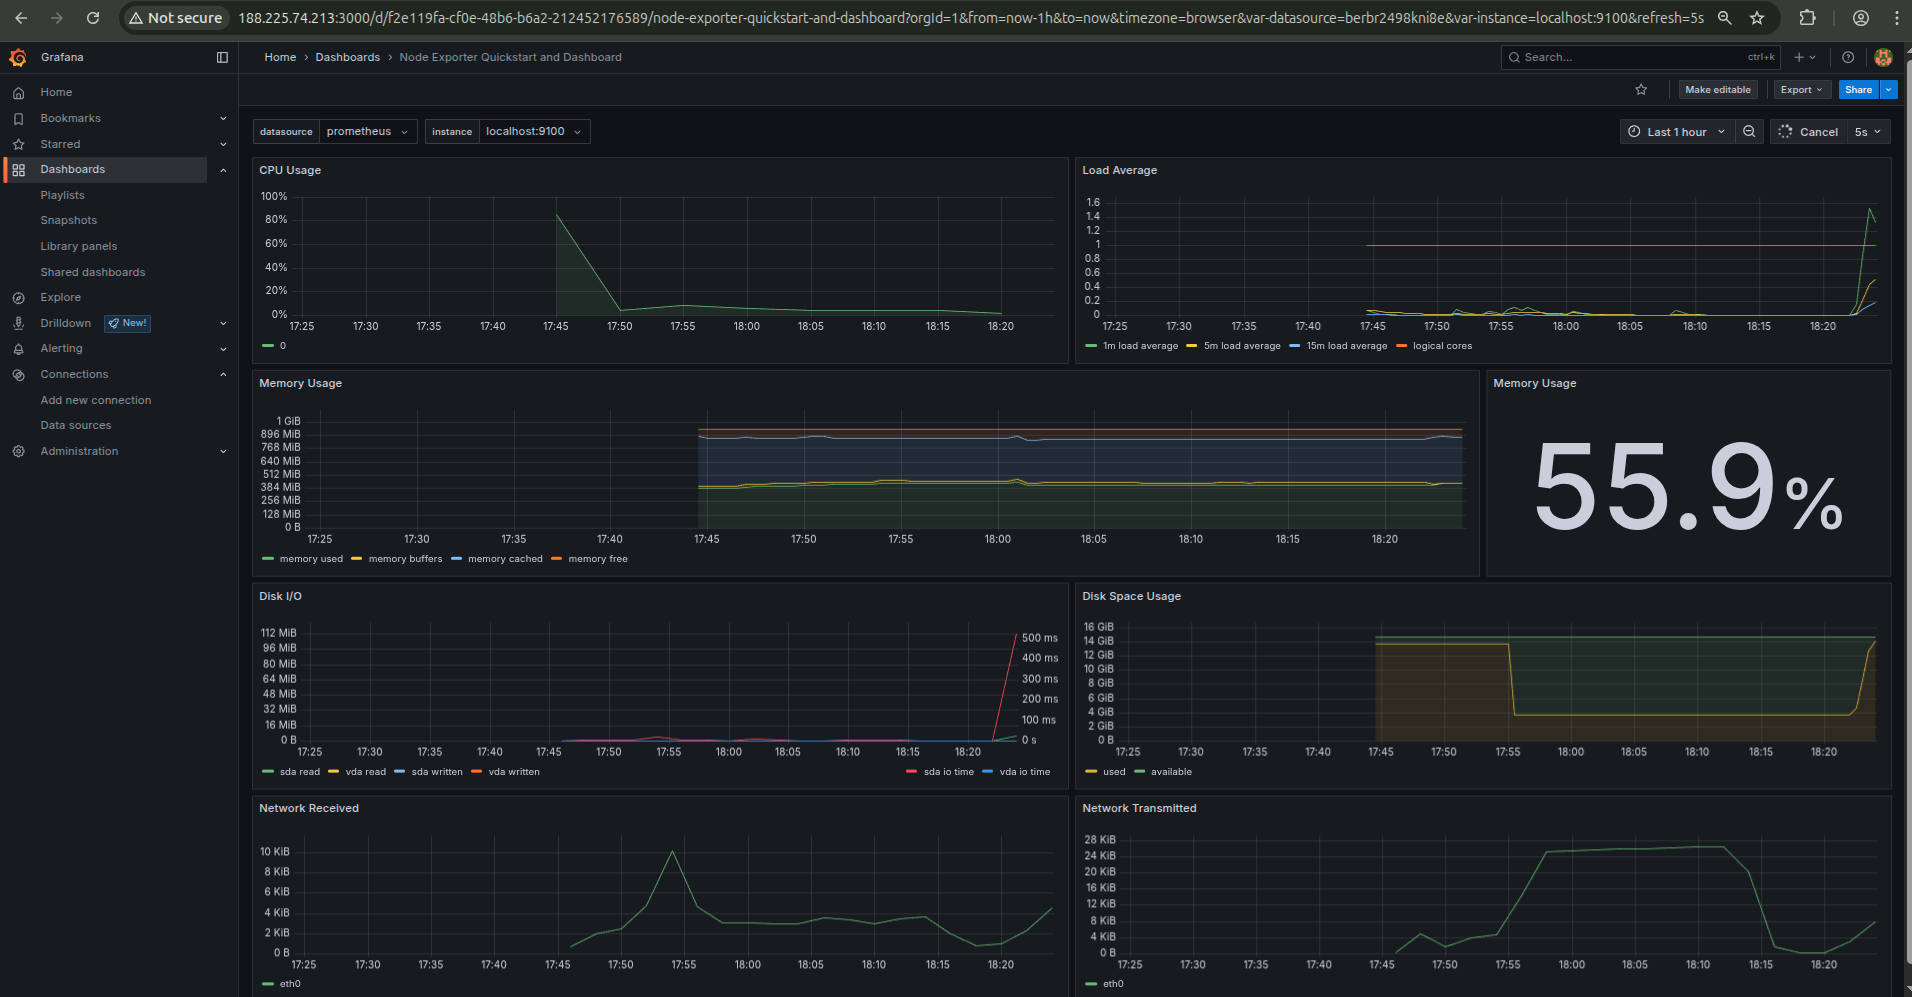 Not secure
188.225.74.213:3000/d/f2e119fa-cf0e-48b6-b6a2-212452176589/node-exporter-quickstart-and-dashboard?orgId=1&from=now-1h&to=now&timezone=browser&var-datasource=berbr2498kni8e&var-instance=localhost:9100&refresh=5s
Grafana
Home › Dashboards › Node Exporter Quickstart and Dashboard
Search... ctrl+k
Make editable Export Share
Home
Bookmarks
Starred
Dashboards
Playlists
Snapshots
Library panels
Shared dashboards
Explore
Drilldown New!
Alerting
Connections
Add new connection
Data sources
Administration
datasource prometheus instance localhost:9100
Last 1 hour Cancel 5s
CPU Usage
100%
80%
60%
40%
20%
0%
17:25 17:30 17:35 17:40 17:45 17:50 17:55 18:00 18:05 18:10 18:15 18:20
0
Load Average
1.6
1.4
1.2
1
0.8
0.6
0.4
0.2
0
17:25 17:30 17:35 17:40 17:45 17:50 17:55 18:00 18:05 18:10 18:15 18:20
1m load average 5m load average 15m load average logical cores
Memory Usage
1 GiB
896 MiB
768 MiB
640 MiB
512 MiB
384 MiB
256 MiB
128 MiB
0 B
17:25 17:30 17:35 17:40 17:45 17:50 17:55 18:00 18:05 18:10 18:15 18:20
memory used memory buffers memory cached memory free
Memory Usage
55.9%
Disk I/O
112 MiB
96 MiB
80 MiB
64 MiB
48 MiB
32 MiB
16 MiB
0 B
500 ms
400 ms
300 ms
200 ms
100 ms
0 s
17:25 17:30 17:35 17:40 17:45 17:50 17:55 18:00 18:05 18:10 18:15 18:20
sda read vda read sda written vda written sda io time vda io time
Disk Space Usage
16 GiB
14 GiB
12 GiB
10 GiB
8 GiB
6 GiB
4 GiB
2 GiB
0 B
17:25 17:30 17:35 17:40 17:45 17:50 17:55 18:00 18:05 18:10 18:15 18:20
used available
Network Received
10 KiB
8 KiB
6 KiB
4 KiB
2 KiB
0 B
17:25 17:30 17:35 17:40 17:45 17:50 17:55 18:00 18:05 18:10 18:15 18:20
eth0
Network Transmitted
28 KiB
24 KiB
20 KiB
16 KiB
12 KiB
8 KiB
4 KiB
0 B
17:25 17:30 17:35 17:40 17:45 17:50 17:55 18:00 18:05 18:10 18:15 18:20
eth0